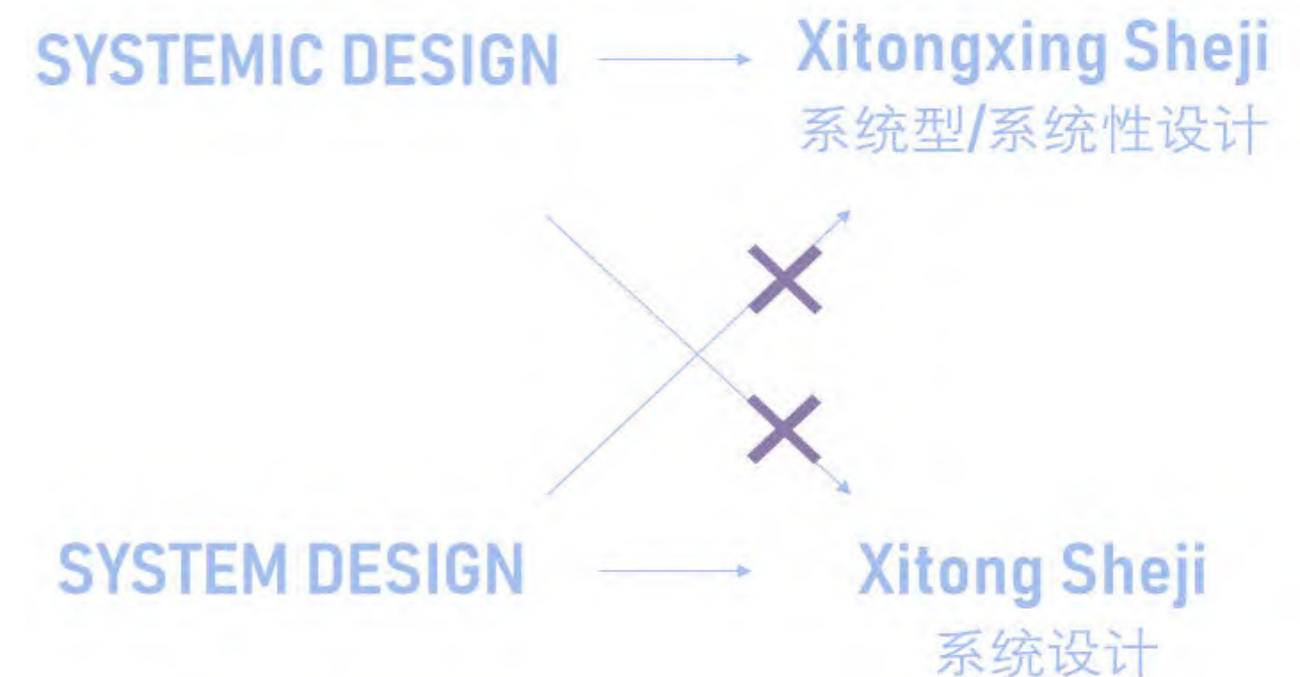 SYSTEMIC DESIGN
Xitongxing Sheji
系统型/系统性设计
SYSTEM DESIGN
Xitong Sheji
系统设计